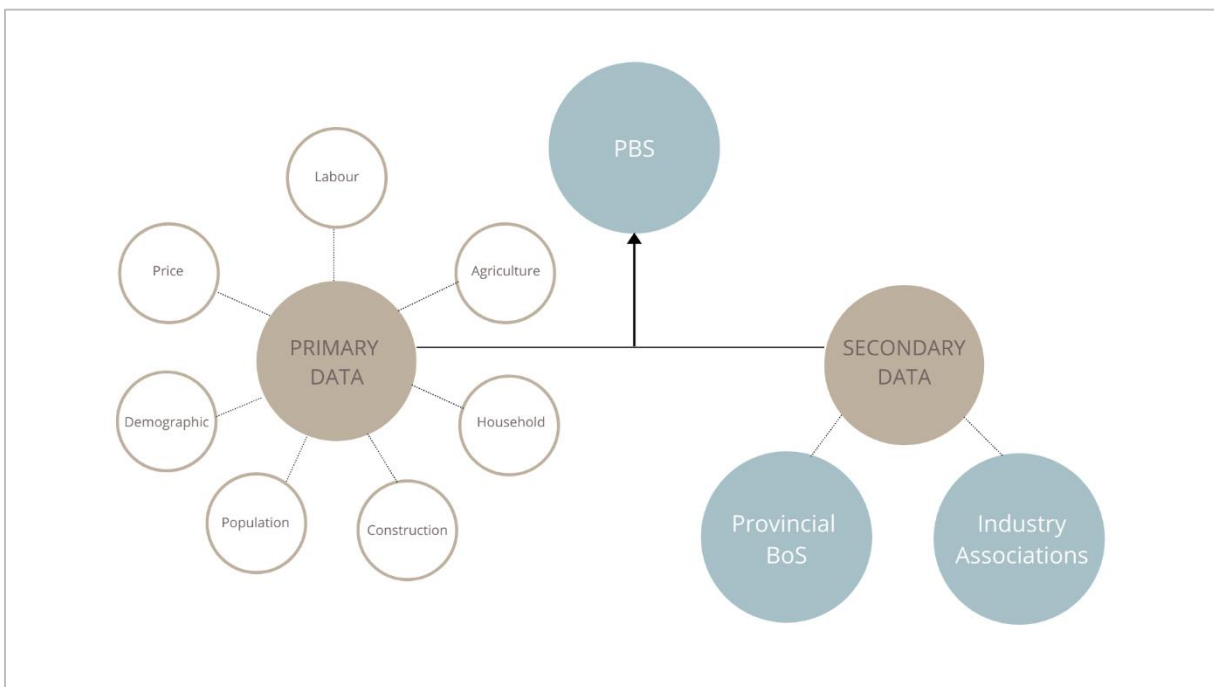 PBS
Labour
Price
Agriculture
PRIMARY
DATA
SECONDARY
DATA
Demographic
Household
Population
Construction
Provincial
BoS
Industry
Associations